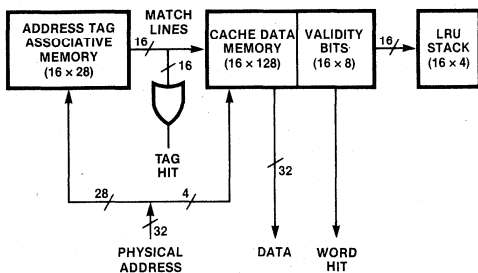 ADDRESS TAG
ASSOCIATIVE
MEMORY
(16 × 28)
MATCH
LINES
16
16
TAG
HIT
CACHE DATA
MEMORY
(16 × 128)
VALIDITY
BITS
(16 × 8)
16
LRU
STACK
(16 × 4)
28
4
32
32
PHYSICAL
ADDRESS
DATA
WORD
HIT